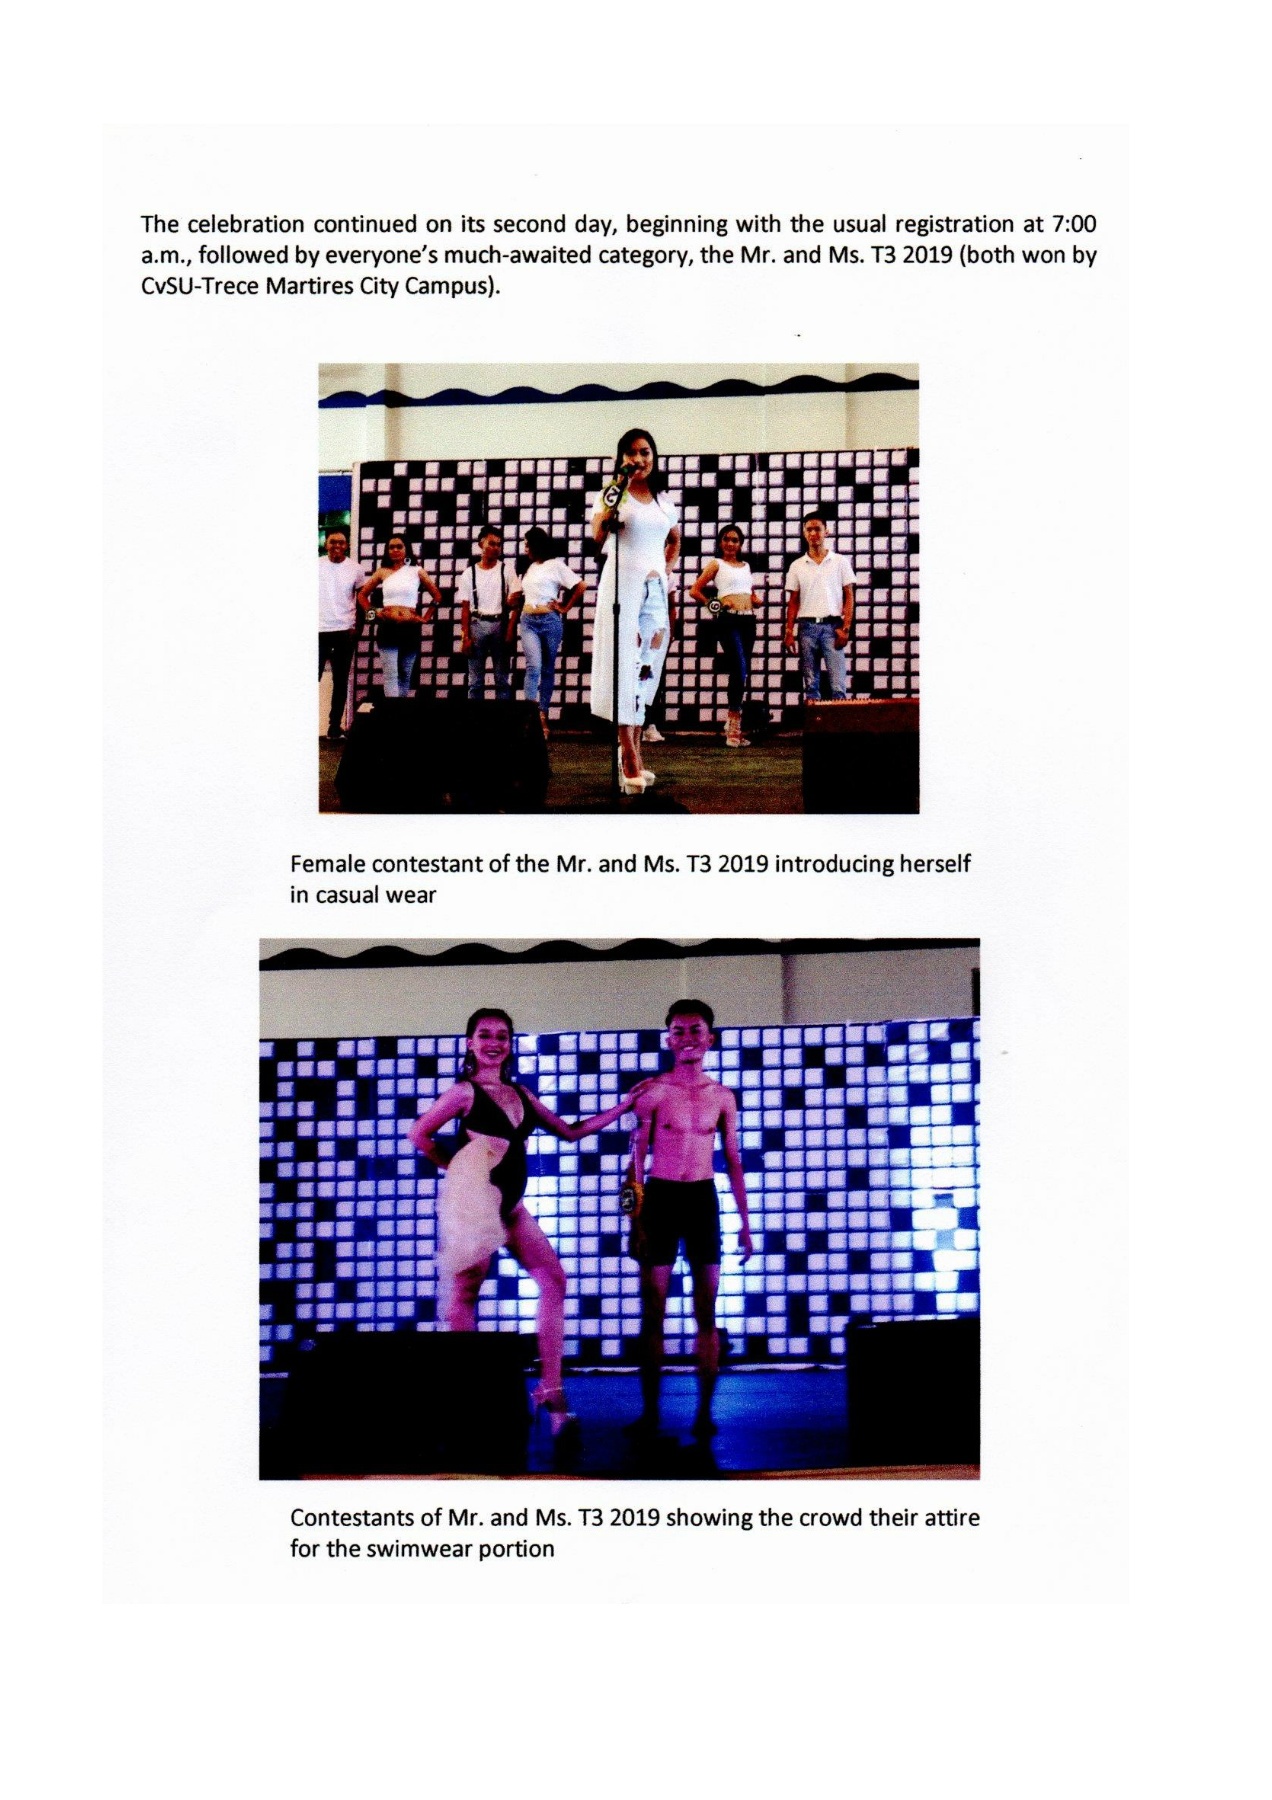 The celebration continued on its second day, beginning with the usual registration at 7:00
a.m., followed by everyone's much-awaited category, the Mr. and Ms. T3 2019 (both won by
CvSU-Trece Martires City Campus).
Female contestant of the Mr. and Ms. T3 2019 introducing herself
in casual wear
Contestants of Mr. and Ms. T3 2019 showing the crowd their attire
for the swimwear portion